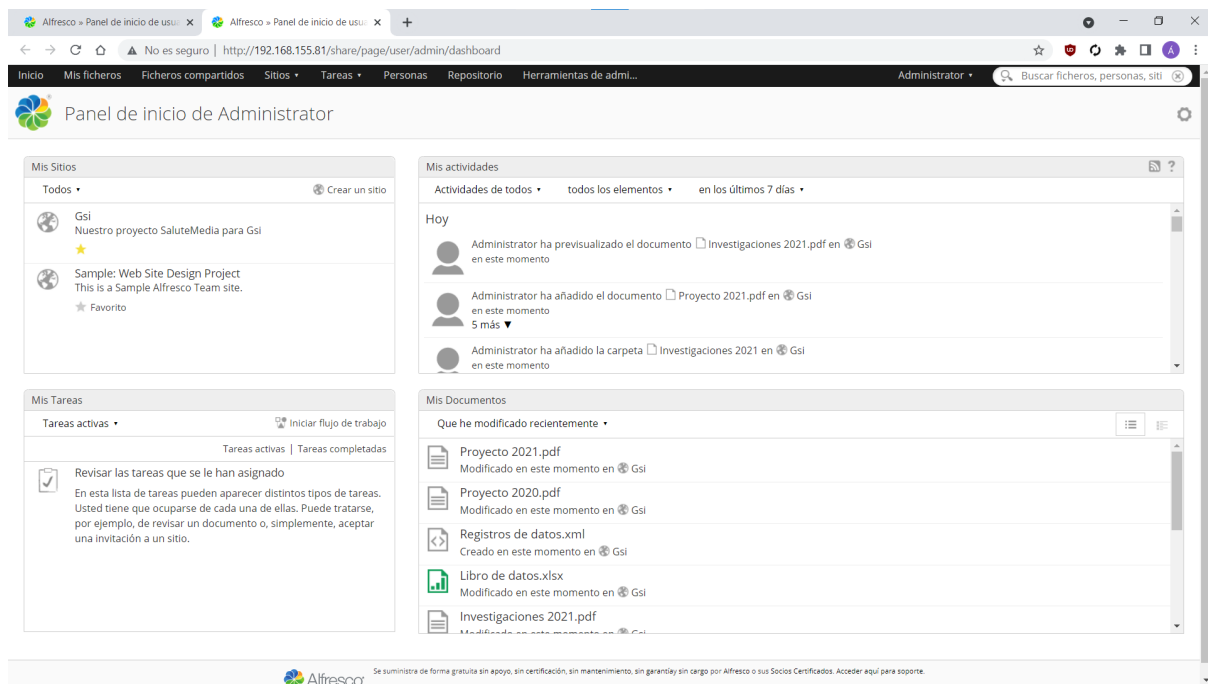 Alfresco » Panel de inicio de usu
Alfresco » Panel de inicio de usu
No es seguro | http://192.168.155.81/share/page/user/admin/dashboard
Á
Inicio Mis ficheros Ficheros compartidos Sitios Tareas Personas Repositorio Herramientas de admi... Administrator Buscar ficheros, personas, siti
Panel de inicio de Administrator
Mis Sitios
Todos Crear un sitio
Gsi
Nuestro proyecto SaluteMedia para Gsi
Sample: Web Site Design Project
This is a Sample Alfresco Team site.
Favorito
Mis actividades ?
Actividades de todos todos los elementos en los últimos 7 días
Hoy
Administrator ha previsualizado el documento Investigaciones 2021.pdf en Gsi
en este momento
Administrator ha añadido el documento Proyecto 2021.pdf en Gsi
en este momento
5 más ▼
Administrator ha añadido la carpeta Investigaciones 2021 en Gsi
en este momento
Mis Tareas
Tareas activas Iniciar flujo de trabajo
Tareas activas | Tareas completadas
Revisar las tareas que se le han asignado
En esta lista de tareas pueden aparecer distintos tipos de tareas.
Usted tiene que ocuparse de cada una de ellas. Puede tratarse,
por ejemplo, de revisar un documento o, simplemente, aceptar
una invitación a un sitio.
Mis Documentos
Que he modificado recientemente
Proyecto 2021.pdf
Modificado en este momento en Gsi
Proyecto 2020.pdf
Modificado en este momento en Gsi
Registros de datos.xml
Creado en este momento en Gsi
Libro de datos.xlsx
Modificado en este momento en Gsi
Investigaciones 2021.pdf
Modificado en este momento en Gsi
Alfresco
Se suministra de forma gratuita sin apoyo, sin certificación, sin mantenimiento, sin garantíay sin cargo por Alfresco o sus Socios Certificados. Acceder aquí para soporte.